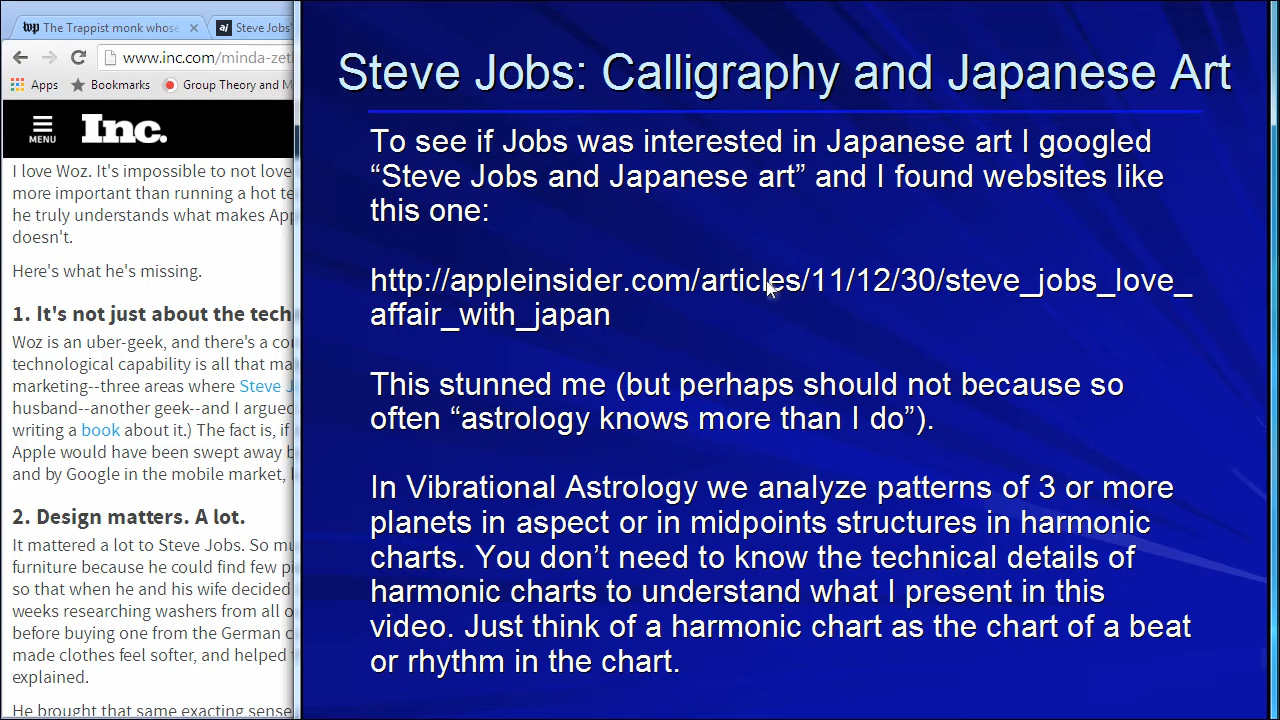 The Trappist monk whose
Steve Jobs'
www.inc.com/minda-zet
Apps
Bookmarks
Group Theory and M
MENU
Inc.
I love Woz. It's impossible to not love
more important than running a hot te
he truly understands what makes App
doesn't.
Here's what he's missing.
1. It's not just about the tech
Woz is an uber-geek, and there's a co
technological capability is all that ma
marketing--three areas where Steve J
husband--another geek--and I argued
writing a book about it.) The fact is, if
Apple would have been swept away b
and by Google in the mobile market,
2. Design matters. A lot.
It mattered a lot to Steve Jobs. So mu
furniture because he could find few pi
so that when he and his wife decided
weeks researching washers from all o
before buying one from the German c
made clothes feel softer, and helped
explained.
He brought that same exacting sense
Steve Jobs: Calligraphy and Japanese Art
To see if Jobs was interested in Japanese art I googled
“Steve Jobs and Japanese art” and I found websites like
this one:
http://appleinsider.com/articles/11/12/30/steve_jobs_love_
affair_with_japan
This stunned me (but perhaps should not because so
often “astrology knows more than I do”).
In Vibrational Astrology we analyze patterns of 3 or more
planets in aspect or in midpoints structures in harmonic
charts. You don’t need to know the technical details of
harmonic charts to understand what I present in this
video. Just think of a harmonic chart as the chart of a beat
or rhythm in the chart.